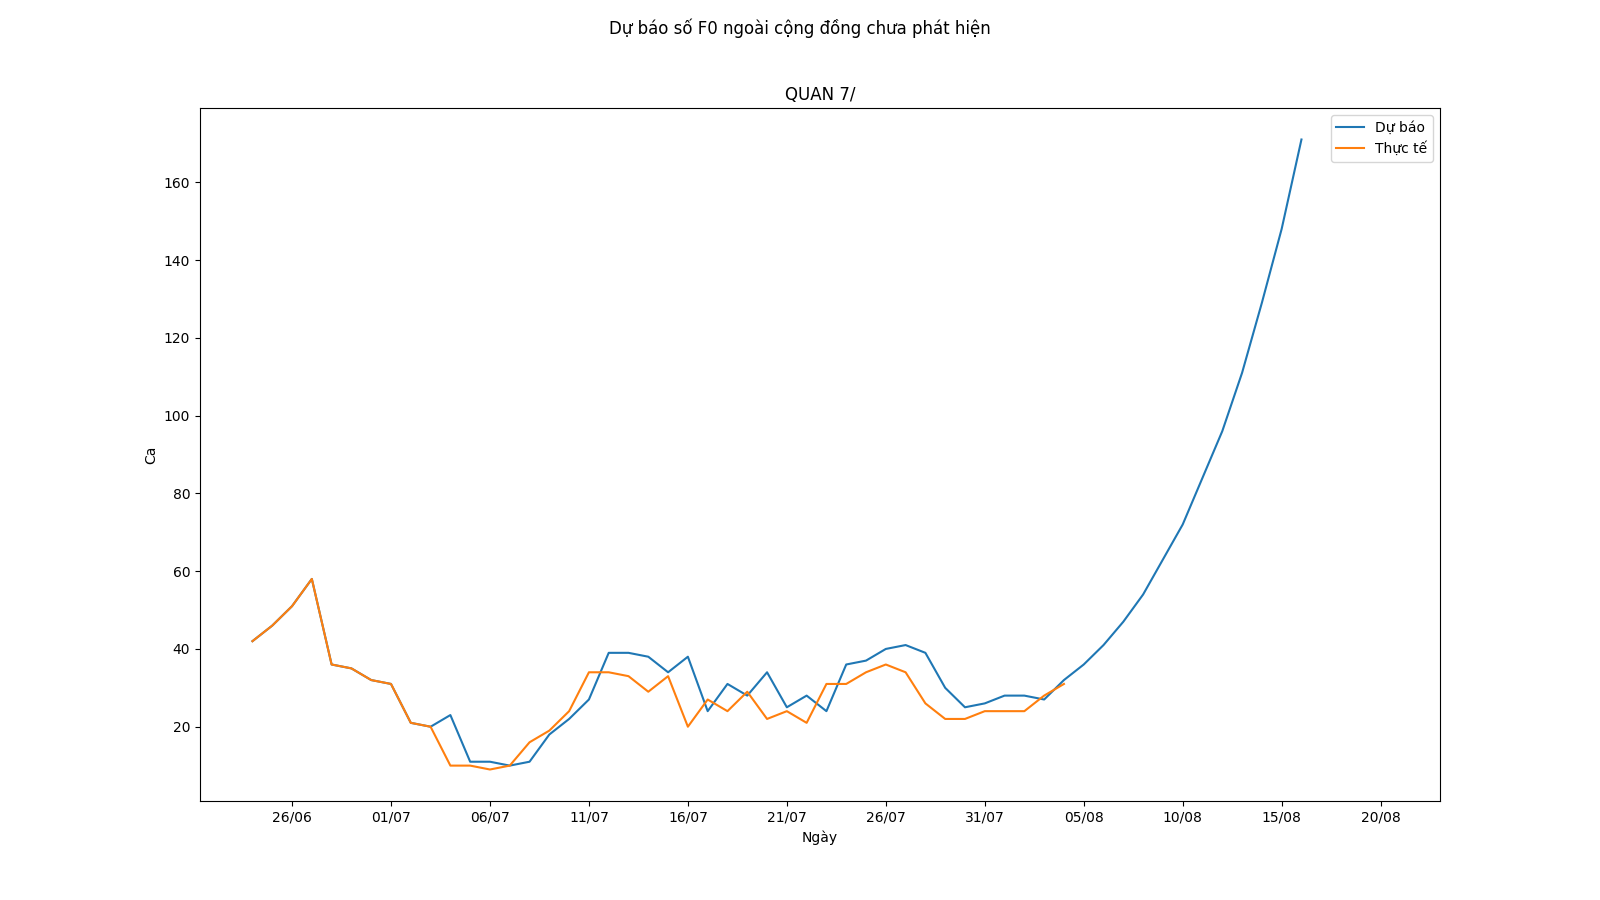 Dự báo số F0 ngoài cộng đồng chưa phát hiện
QUAN 7/
Dự báo
Thực tế
160
140
120
100
80
60
40
20
Ca
26/06 01/07 06/07 11/07 16/07 21/07 26/07 31/07 05/08 10/08 15/08 20/08
Ngày